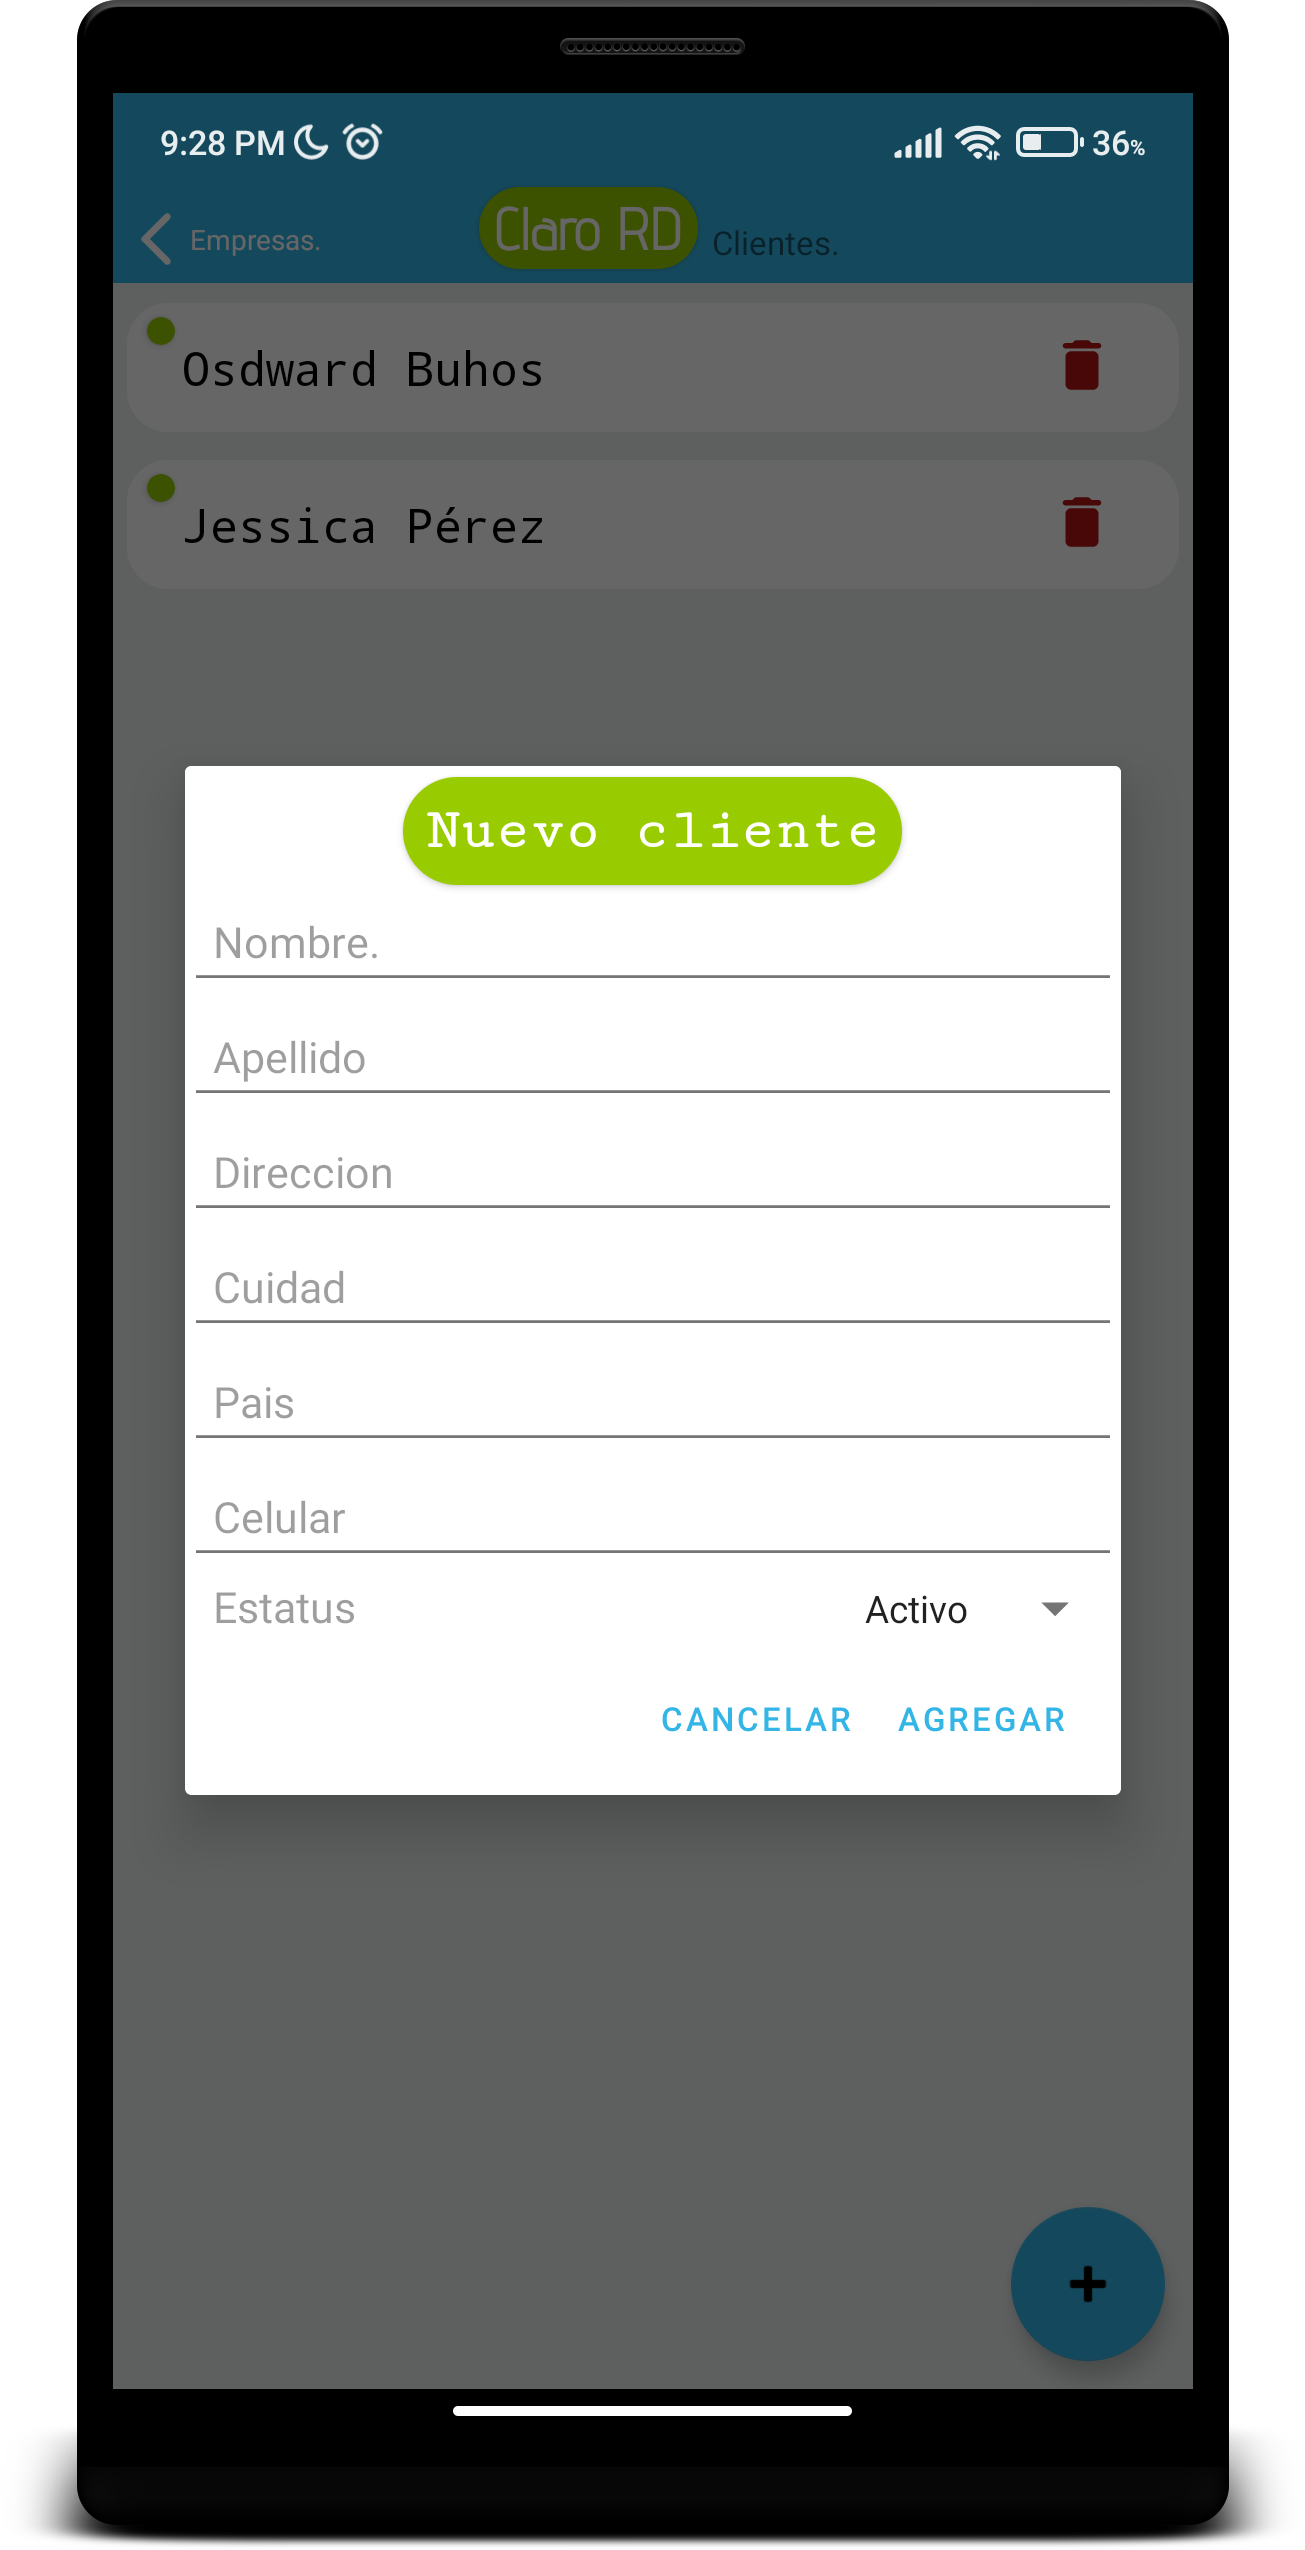 9:28 PM 36%
Empresas. Claro RD Clientes.
Osdward Buhos
Jessica Pérez
Nuevo cliente
Nombre.
Apellido
Direccion
Cuidad
Pais
Celular
Estatus Activo
CANCELAR AGREGAR